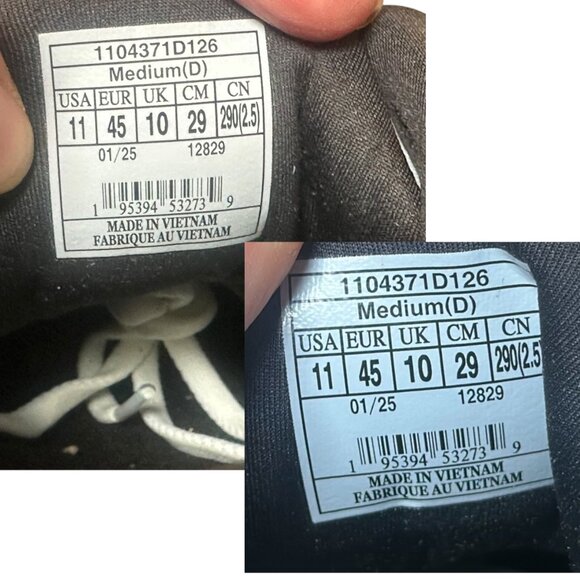 1104371D126
Medium(D)
USA EUR UK CM CN
11 45 10 29 290(2.5)
01/25 12829
1 95394 53273 9
MADE IN VIETNAM
FABRIQUE AU VIETNAM
1104371D126
Medium(D)
USA EUR UK CM CN
11 45 10 29 290(2.5
01/25 12829
1 95394 53273 9
MADE IN VIETNAM
FABRIQUE AU VIETNAM